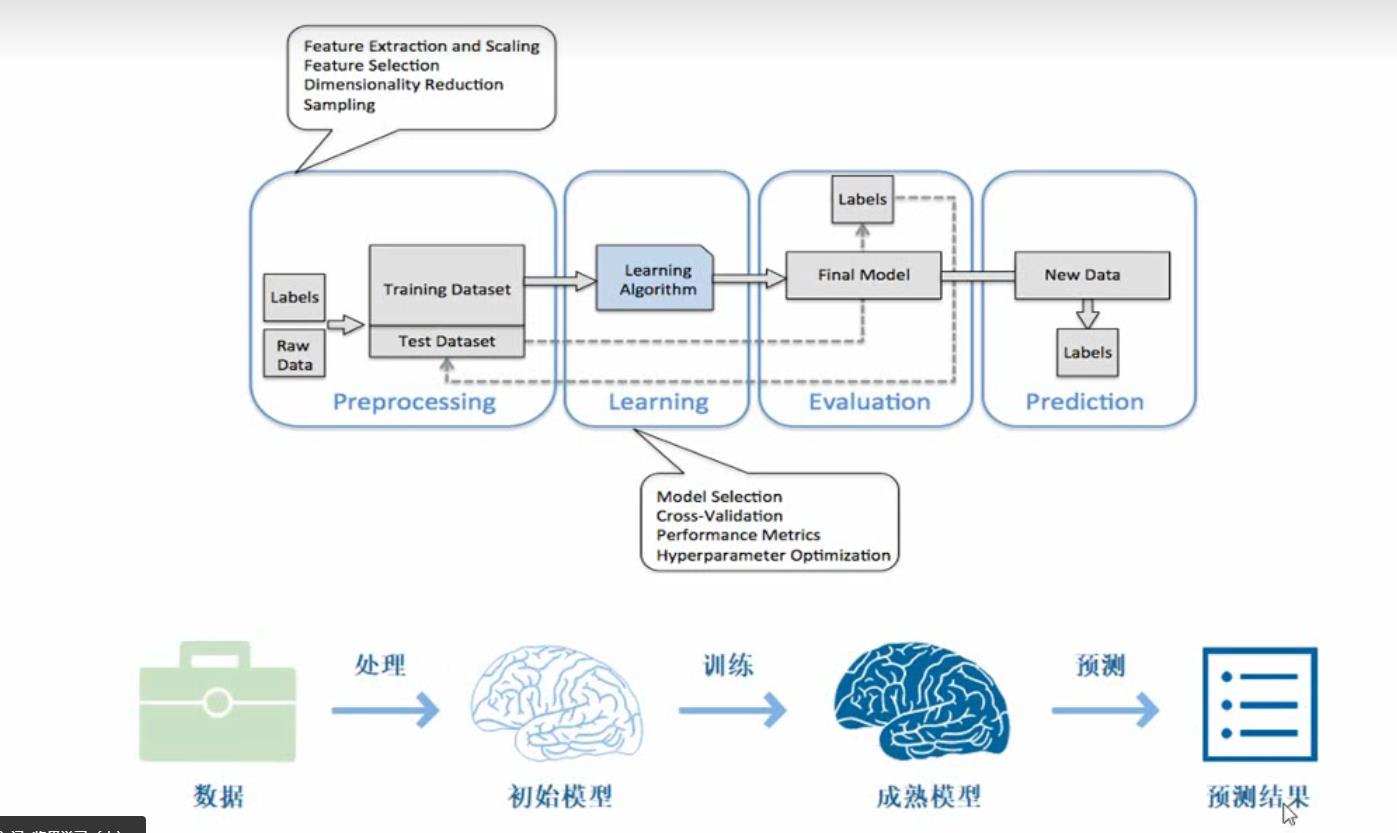 Feature Extraction and Scaling
Feature Selection
Dimensionality Reduction
Sampling
Labels
Raw
Data
Training Dataset
Test Dataset
Preprocessing
Learning
Algorithm
Learning
Labels
Final Model
Evaluation
New Data
Labels
Prediction
Model Selection
Cross-Validation
Performance Metrics
Hyperparameter Optimization
处理
训练
预测
数据
初始模型
成熟模型
预测结果